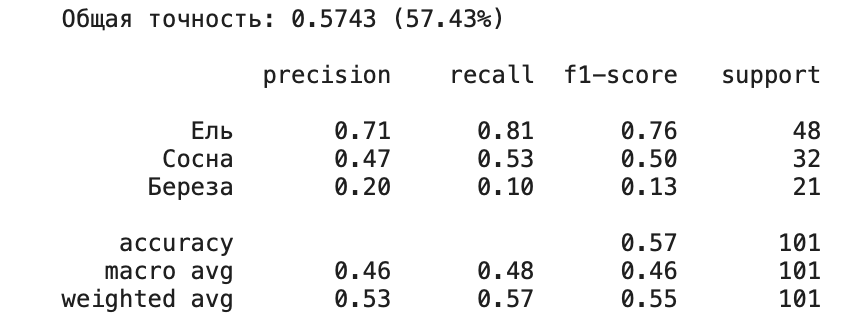 Общая точность: 0.5743 (57.43%)
precision recall f1-score support
Ель 0.71 0.81 0.76 48
Сосна 0.47 0.53 0.50 32
Береза 0.20 0.10 0.13 21
accuracy 0.57 101
macro avg 0.46 0.48 0.46 101
weighted avg 0.53 0.57 0.55 101